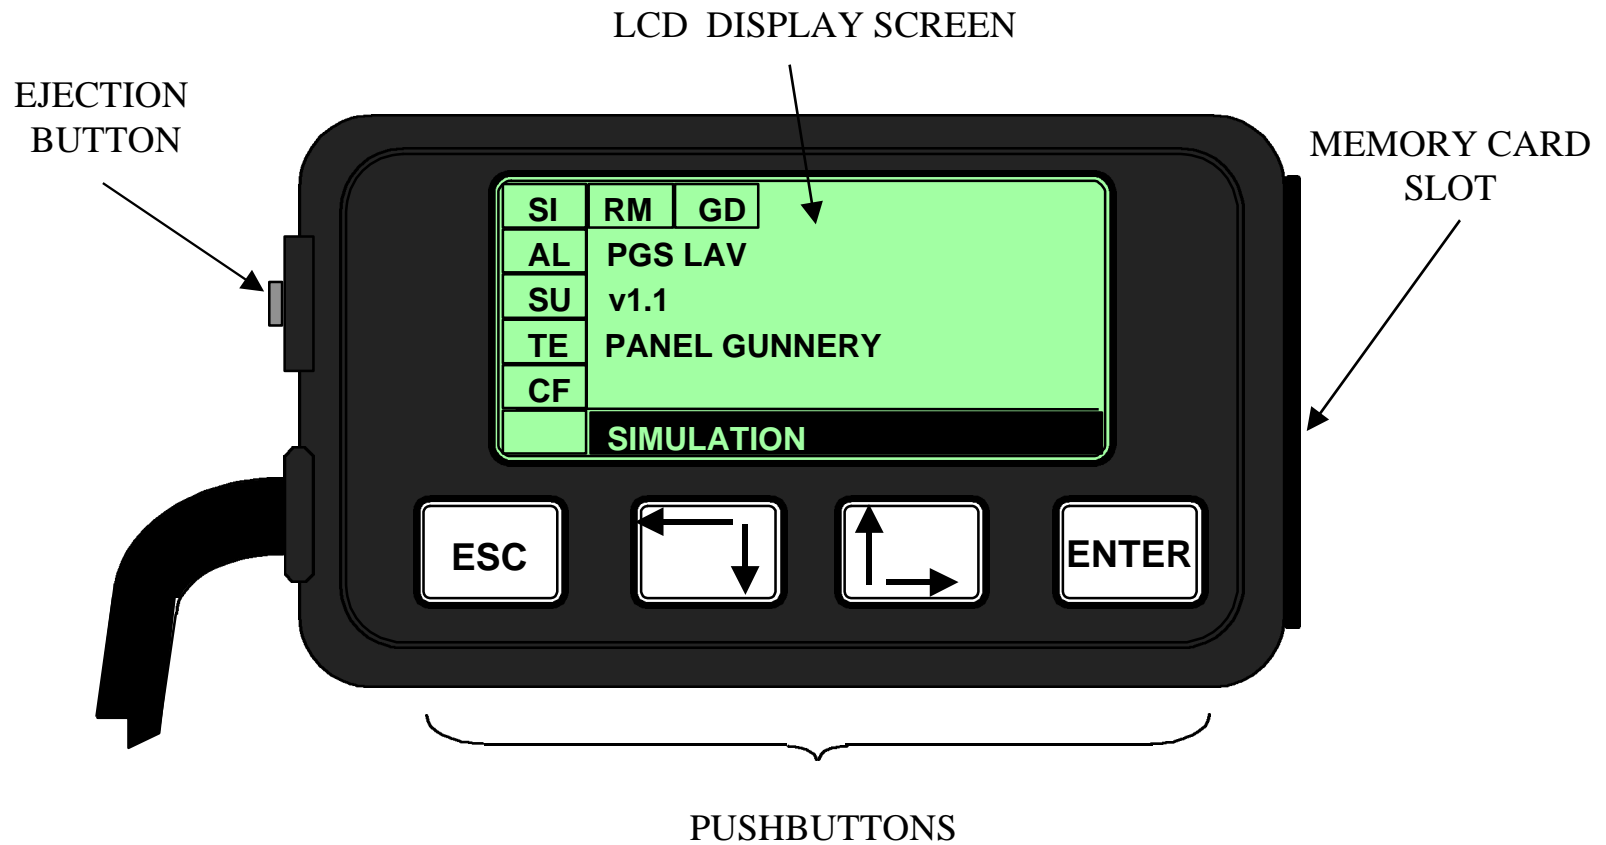 LCD DISPLAY SCREEN
EJECTION
BUTTON
MEMORY CARD
SLOT
SI RM GD
AL PGS LAV
SU v1.1
TE PANEL GUNNERY
CF
SIMULATION
ESC
ENTER
PUSHBUTTONS